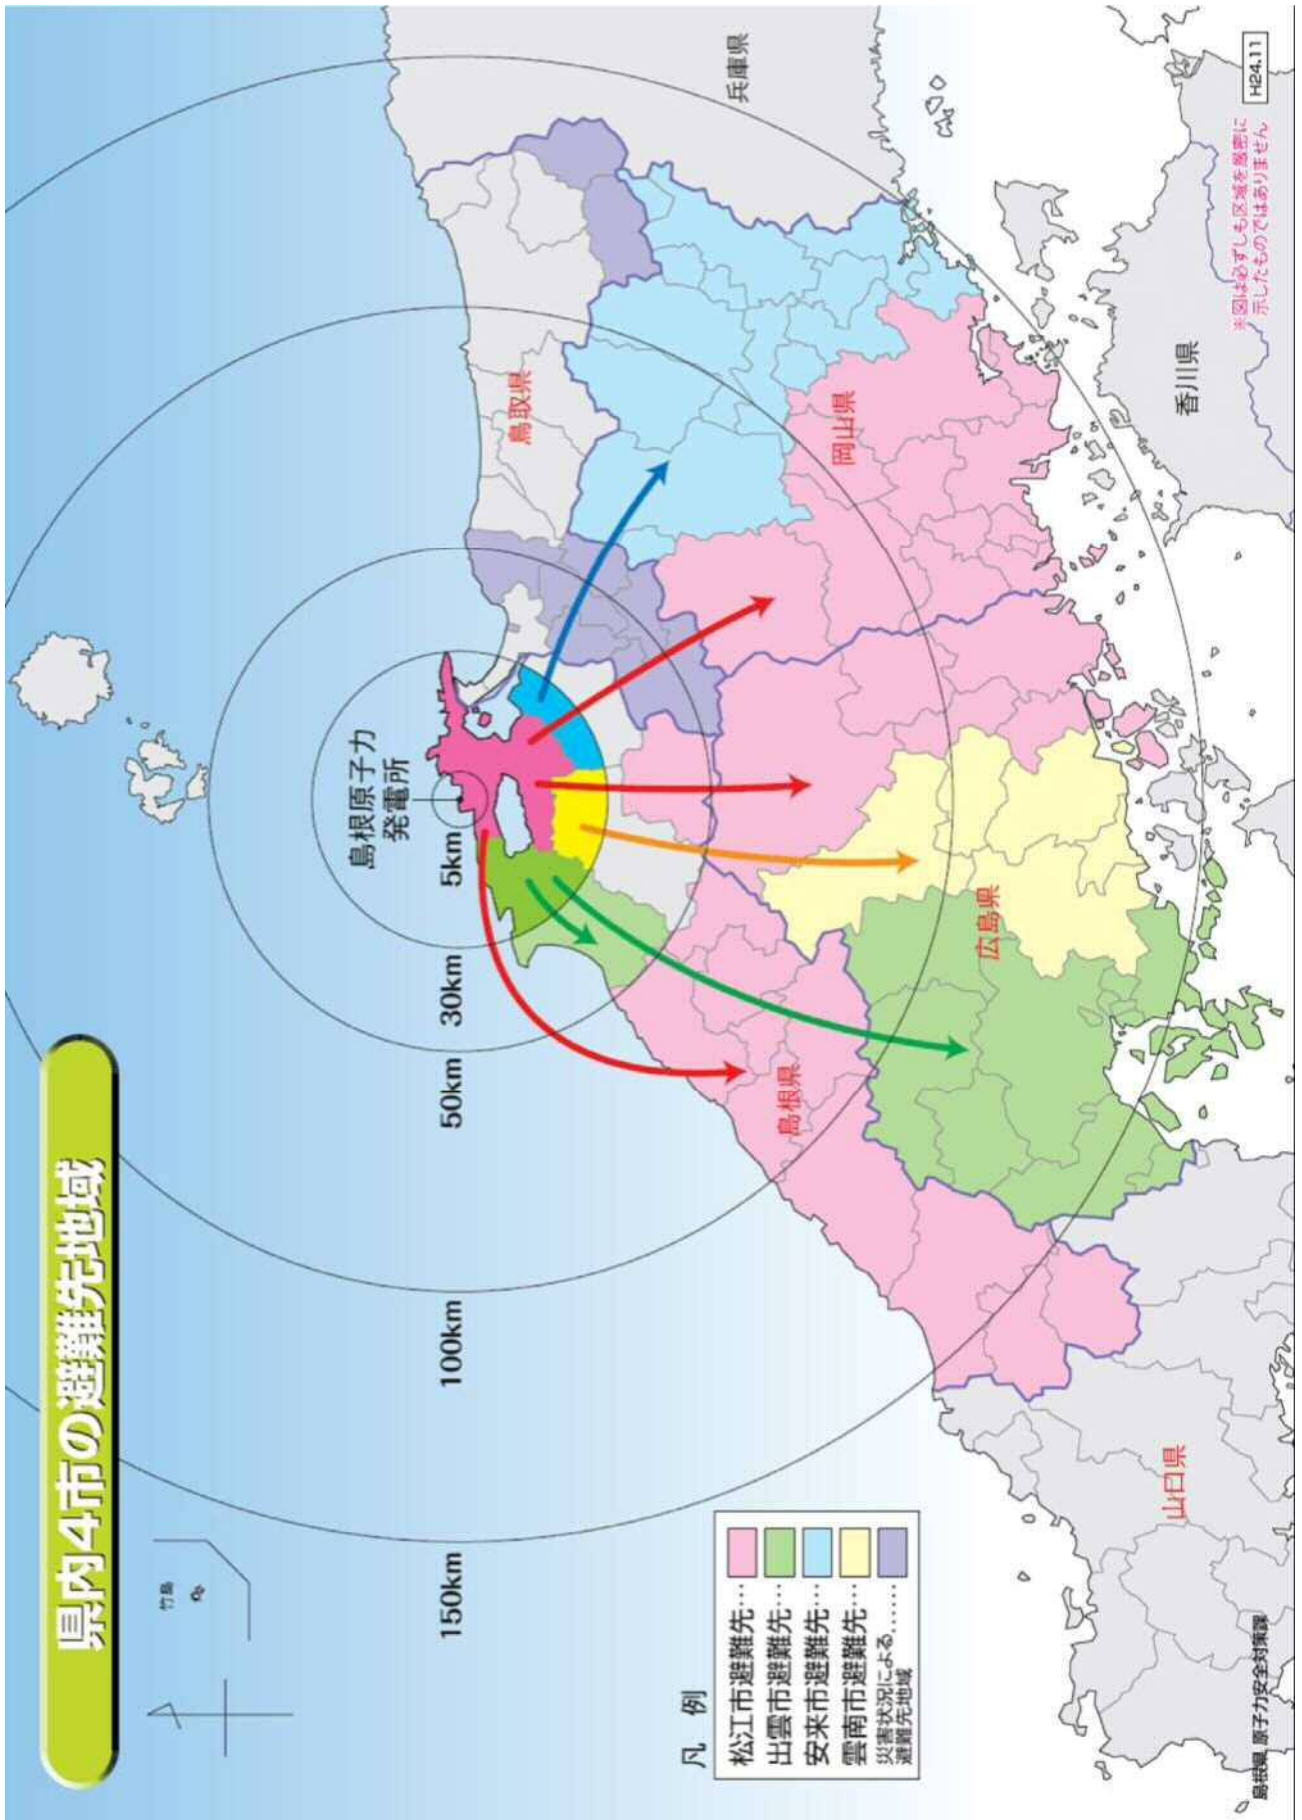 県内4市の避難先地域
竹島
島根原子力
発電所
5km
30km
50km
100km
150km
鳥取県
兵庫県
岡山県
広島県
島根県
香川県
山口県
凡 例
松江市避難先…
出雲市避難先…
安来市避難先…
雲南市避難先…
災害状況による……
避難先地域
※図は必ずしも区域を厳密に
示したものではありません
H24.11
島根県 原子力安全対策課